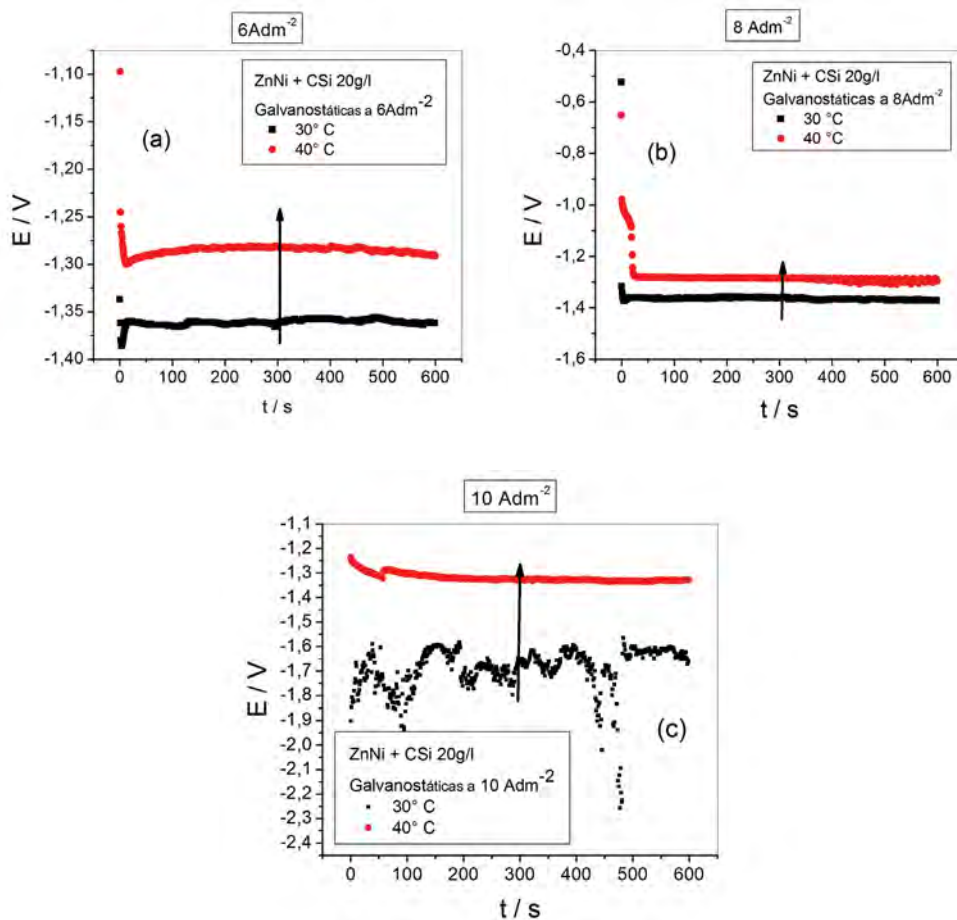 6Adm⁻²
-1,10
-1,15
-1,20
-1,25
-1,30
-1,35
-1,40
E / V
(a)
ZnNi + CSi 20g/l
Galvanostáticas a 6Adm⁻²
30° C
40° C
0 100 200 300 400 500 600
t / s
8 Adm⁻²
-0,4
-0,6
-0,8
-1,0
-1,2
-1,4
-1,6
E / V
(b)
ZnNi + CSi 20g/l
Galvanostáticas a 8Adm⁻²
30 °C
40 °C
0 100 200 300 400 500 600
t / s
10 Adm⁻²
-1,1
-1,2
-1,3
-1,4
-1,5
-1,6
-1,7
-1,8
-1,9
-2,0
-2,1
-2,2
-2,3
-2,4
E / V
(c)
ZnNi + CSi 20g/l
Galvanostáticas a 10 Adm⁻²
30° C
40° C
0 100 200 300 400 500 600
t / s